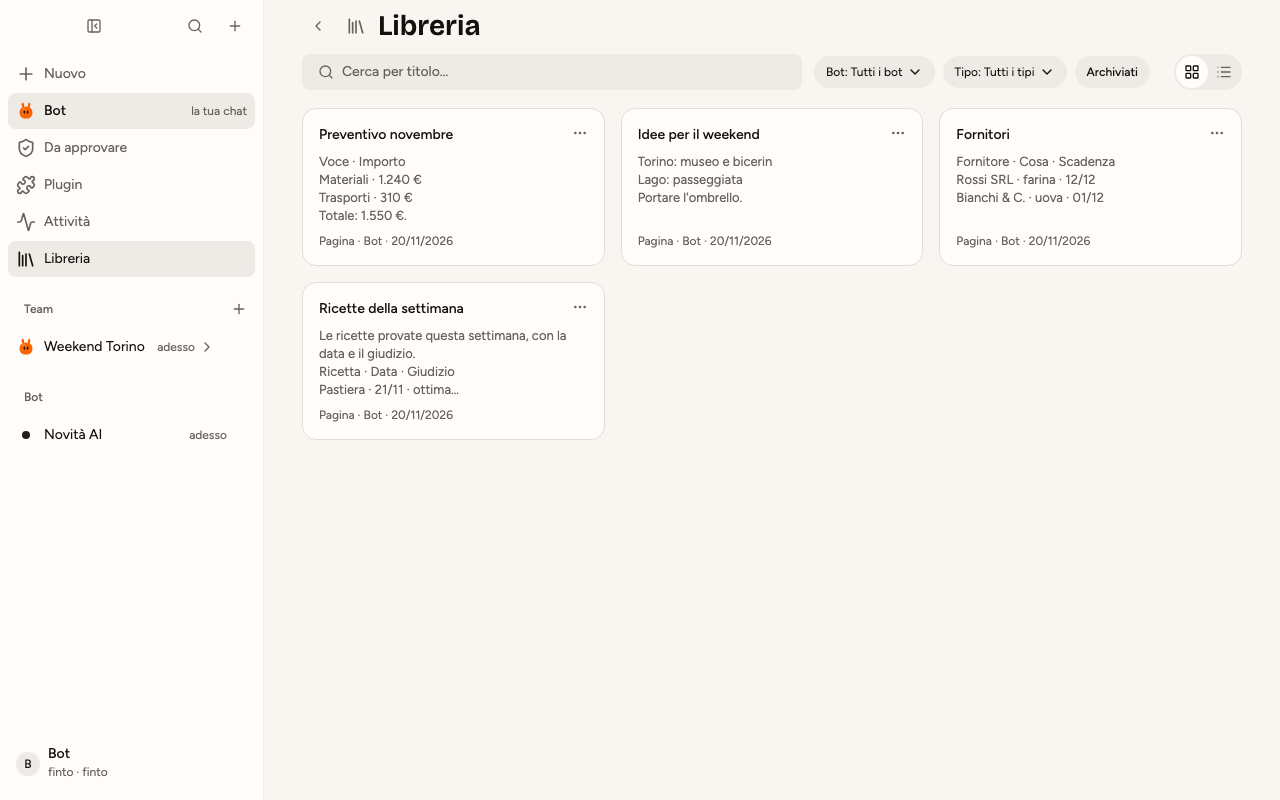 Nuovo
Bot
la tua chat
Da approvare
Plugin
Attività
Libreria
Team
Weekend Torino
adesso
Bot
Novità AI
adesso
B
Bot
finto · finto
Libreria
Cerca per titolo...
Bot: Tutti i bot
Tipo: Tutti i tipi
Archiviati
Preventivo novembre
Voce · Importo
Materiali · 1.240 €
Trasporti · 310 €
Totale: 1.550 €.
Pagina · Bot · 20/11/2026
Idee per il weekend
Torino: museo e bicerin
Lago: passeggiata
Portare l'ombrello.
Pagina · Bot · 20/11/2026
Fornitori
Fornitore · Cosa · Scadenza
Rossi SRL · farina · 12/12
Bianchi & C. · uova · 01/12
Pagina · Bot · 20/11/2026
Ricette della settimana
Le ricette provate questa settimana, con la
data e il giudizio.
Ricetta · Data · Giudizio
Pastiera · 21/11 · ottima...
Pagina · Bot · 20/11/2026